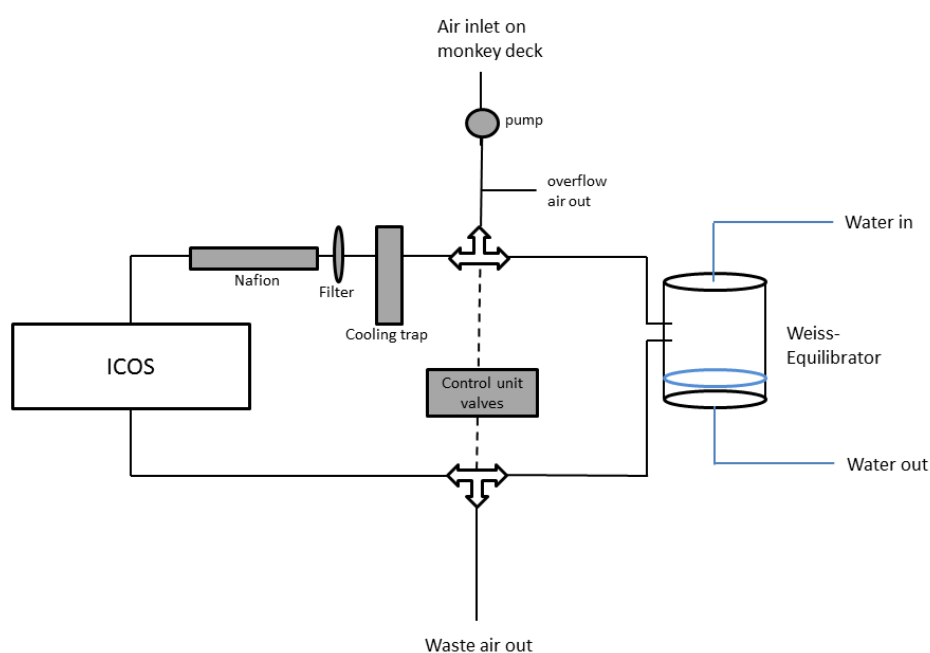 Air inlet on
monkey deck
pump
overflow
air out
Water in
Nafion
Filter
Cooling trap
Weiss-
Equilibrator
ICOS
Control unit
valves
Water out
Waste air out